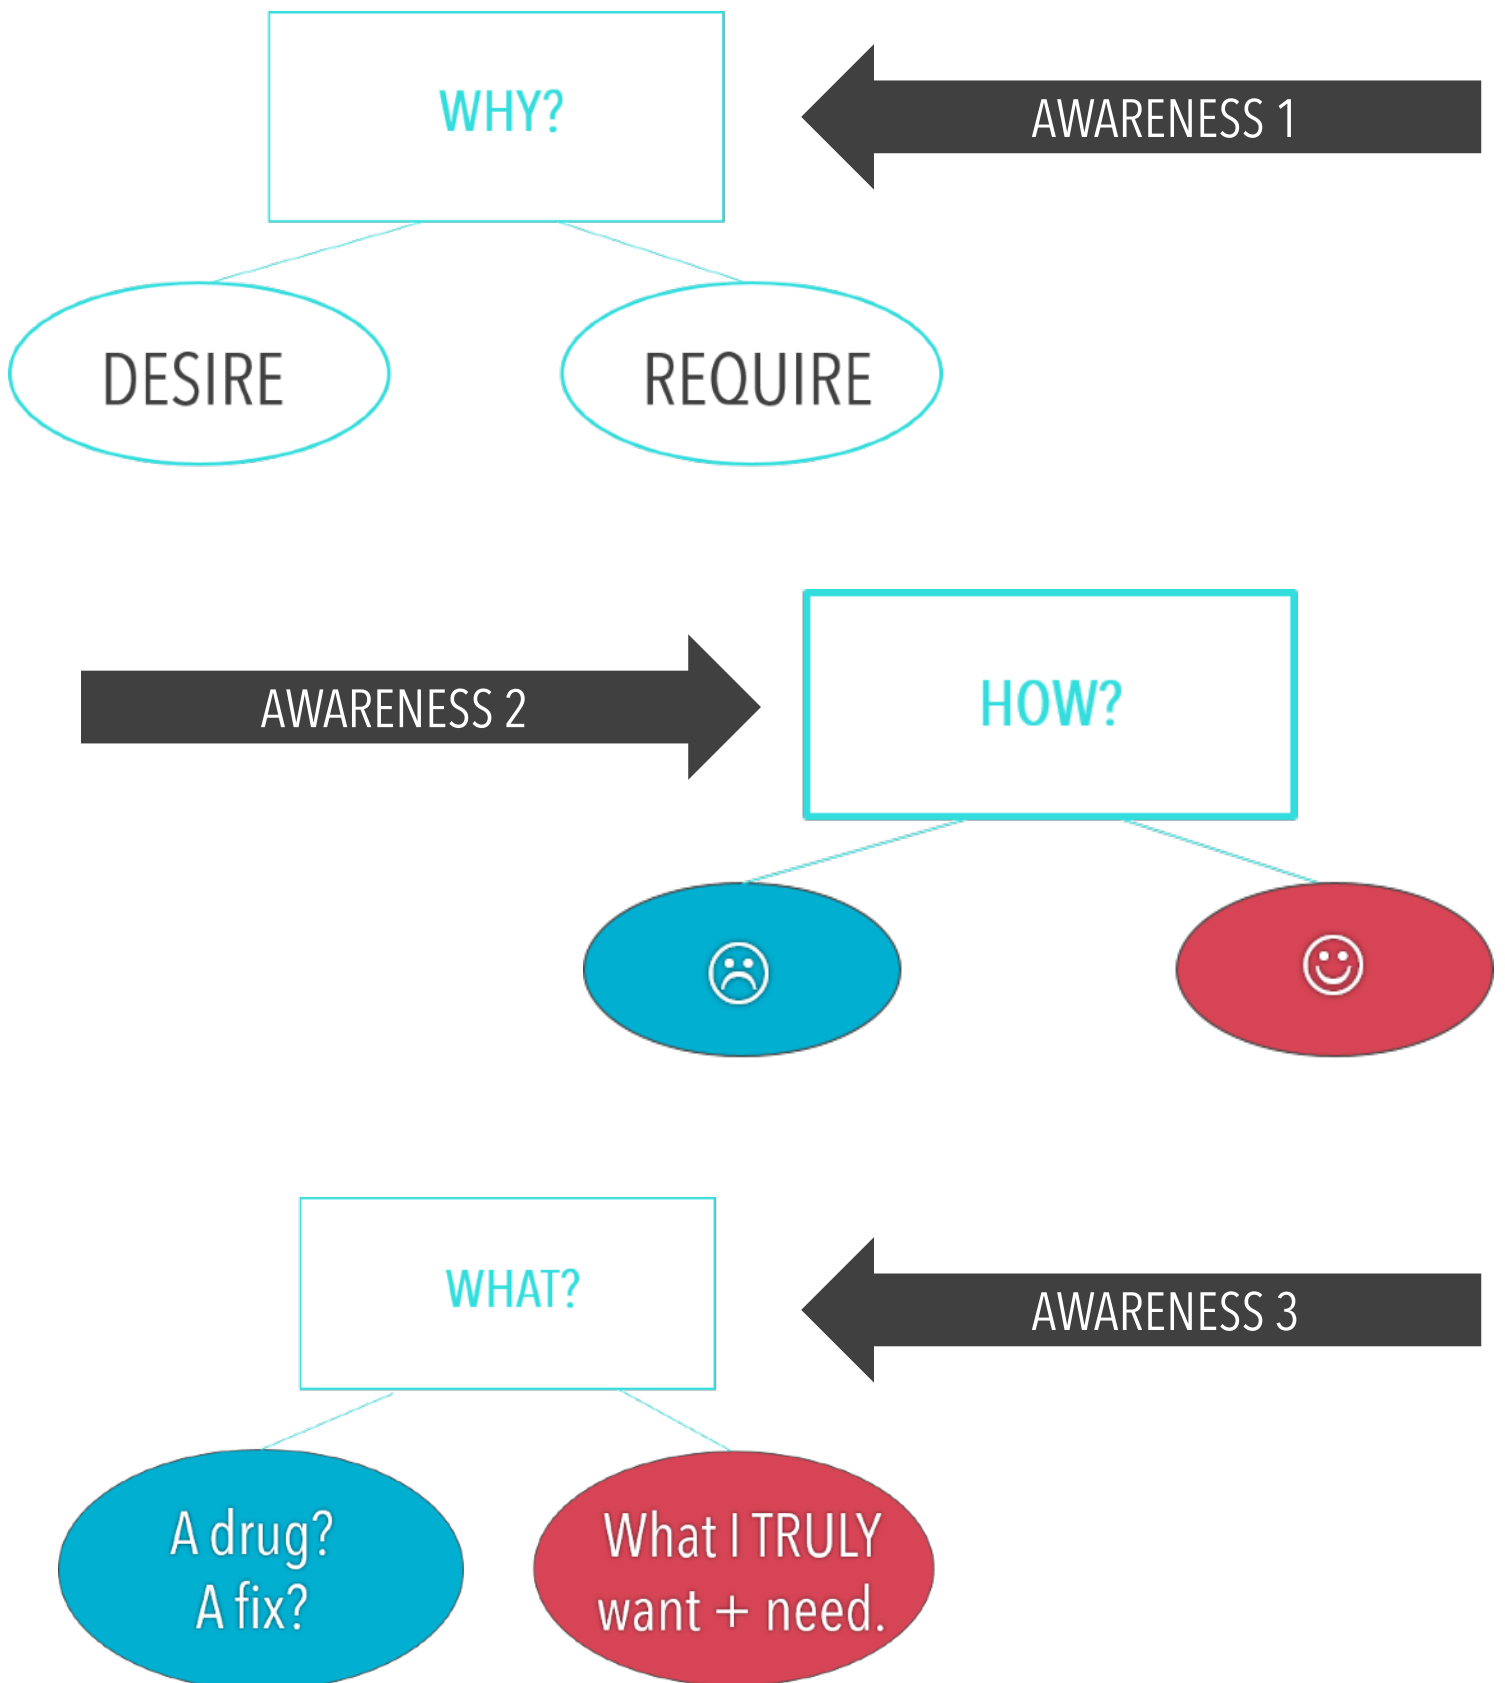 WHY?
AWARENESS 1
DESIRE
REQUIRE
AWARENESS 2
HOW?
WHAT?
AWARENESS 3
A drug?
A fix?
What I TRULY
want + need.